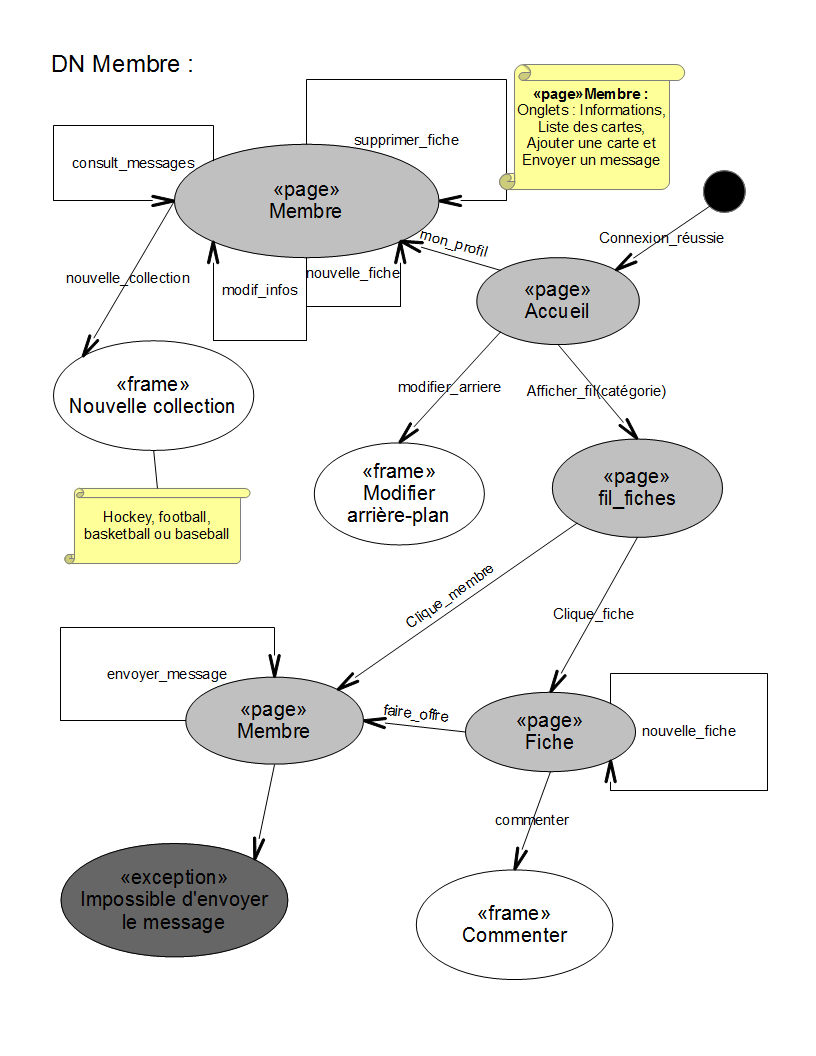 DN Membre :
«page»Membre :
Onglets : Informations,
Liste des cartes,
Ajouter une carte et
Envoyer un message
supprimer_fiche
consult_messages
«page»
Membre
Connexion_réussie
mon_profil
nouvelle_collection
nouvelle_fiche
modif_infos
«page»
Accueil
«frame»
Nouvelle collection
modifier_arriere
Afficher_fil(catégorie)
«frame»
Modifier
arrière-plan
«page»
fil_fiches
Hockey, football,
basketball ou baseball
Clique_membre
Clique_fiche
envoyer_message
«page»
Membre
faire_offre
«page»
Fiche
nouvelle_fiche
commenter
«exception»
Impossible d'envoyer
le message
«frame»
Commenter